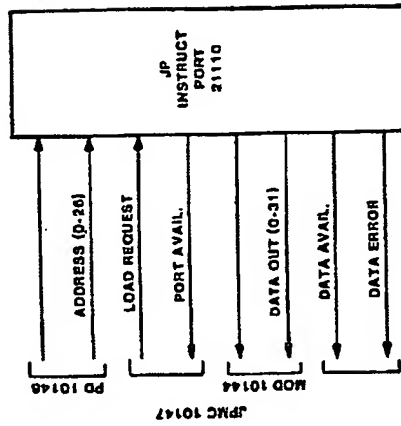 JP
INSTRUCT
PORT
21110
ADDRESS (0-26)
LOAD REQUEST
PORT AVAIL.
DATA OUT (0-31)
DATA AVAIL.
DATA ERROR
PD 10146
MOD 10144
JPMC 10147